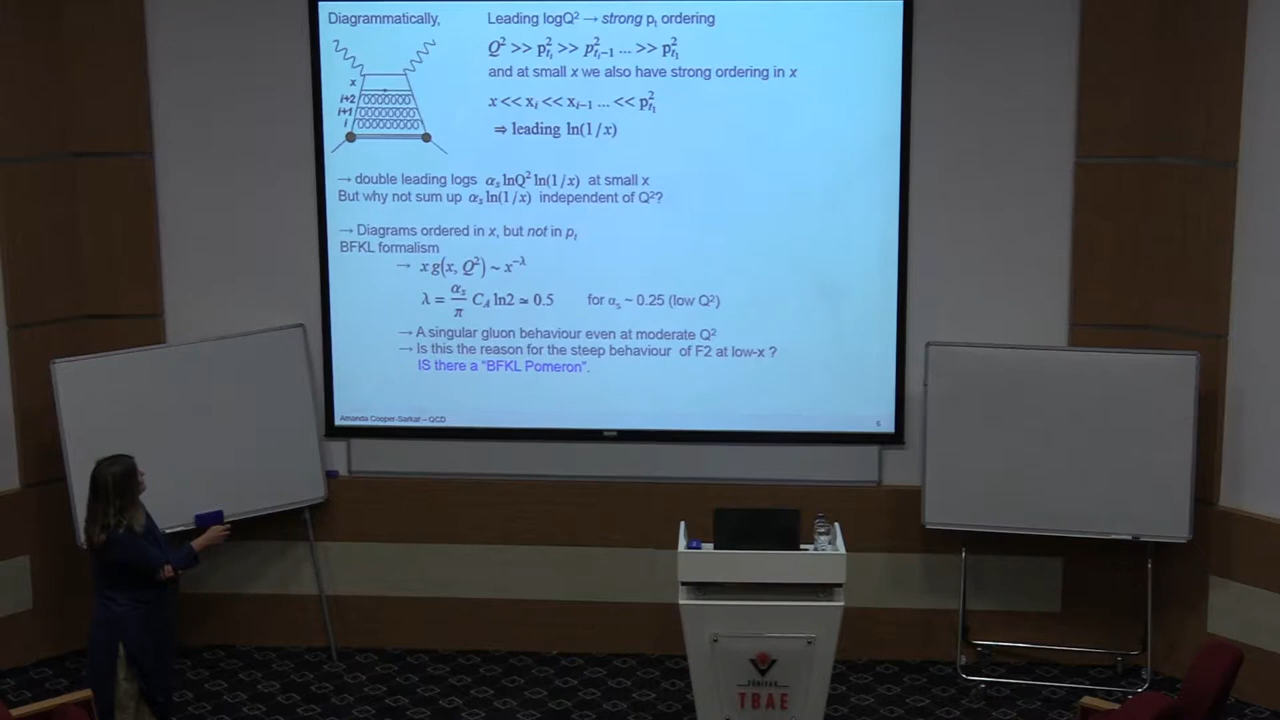 Diagrammatically,
Leading logQ² → strong pₜ ordering
Q² >> p²ₜᵢ >> p²ₜᵢ₋₁ ... >> p²ₜ₁
and at small x we also have strong ordering in x
x << xᵢ << xᵢ₋₁ ... << p²ₜ₁
⇒ leading ln(1/x)
x
i+2
i+1
i
→ double leading logs αₛ lnQ² ln(1/x) at small x
But why not sum up αₛ ln(1/x) independent of Q²?
→ Diagrams ordered in x, but not in pₜ
BFKL formalism
→ x g(x, Q²) ~ x^-λ
λ = αₛ/π C_A ln2 ≃ 0.5 for αₛ ~ 0.25 (low Q²)
→ A singular gluon behaviour even at moderate Q²
→ Is this the reason for the steep behaviour of F2 at low-x ?
IS there a "BFKL Pomeron".
Amanda Cooper-Sarkar – QCD
TBAE